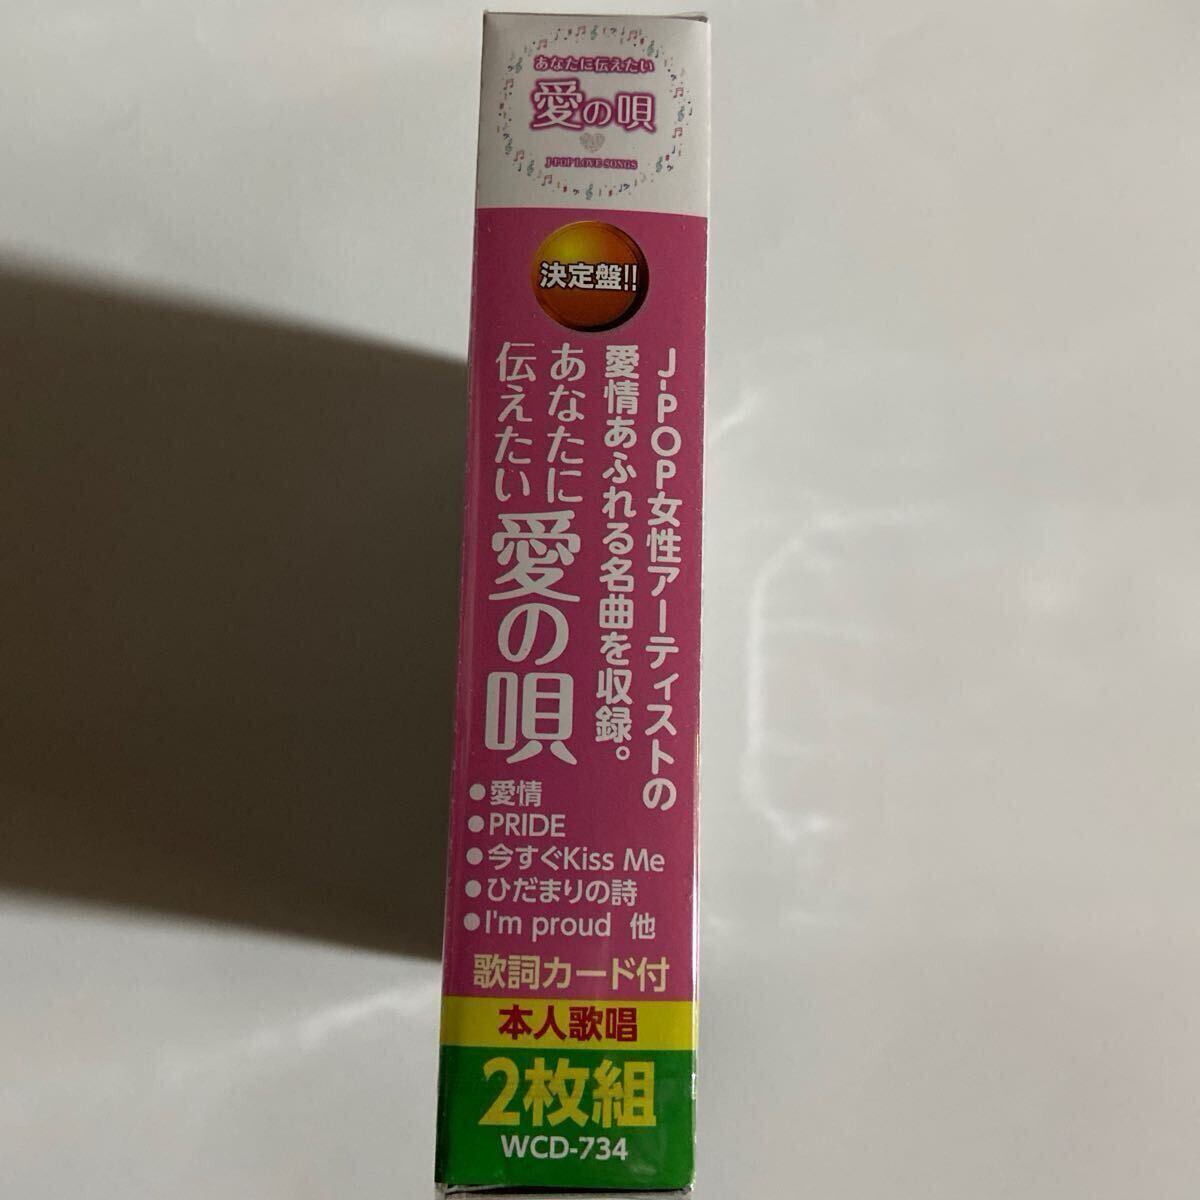 あなたに伝えたい
愛の唄
J-POP LOVE SONGS
決定盤!!
J-POP女性アーティストの
愛情あふれる名曲を収録。
あなたに
伝えたい
愛の唄
●愛情
●PRIDE
●今すぐKiss Me
●ひだまりの詩
●I'm proud 他
歌詞カード付
本人歌唱
2枚組
WCD-734